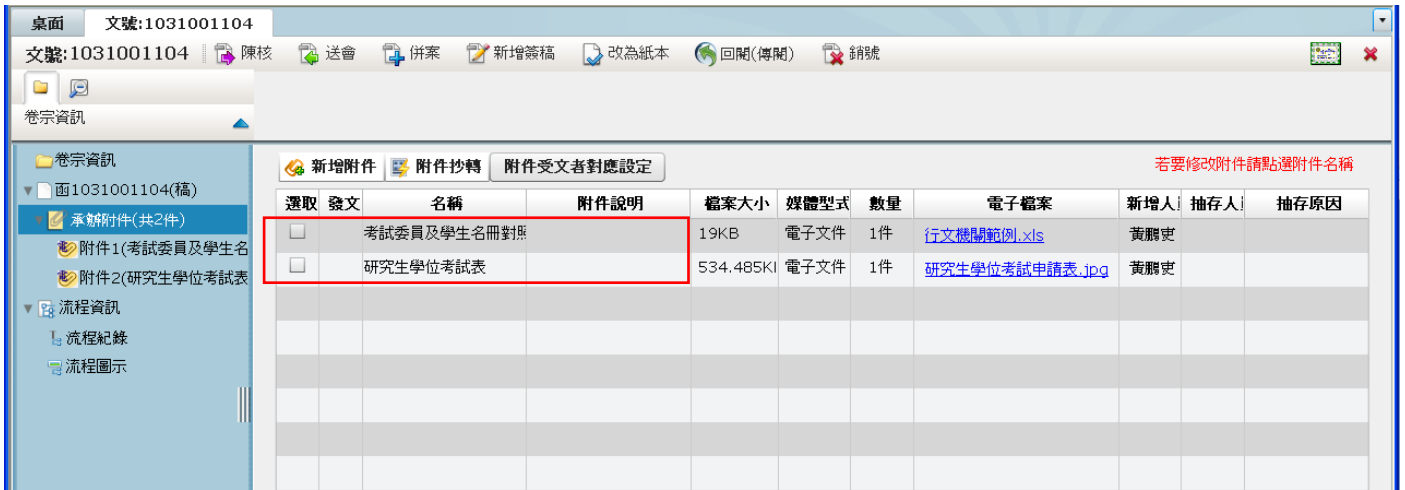 桌面 文號:1031001104
文號:1031001104 陳核 送會 併案 新增簽稿 改為紙本 回閱(傳閱) 銷號
卷宗資訊
卷宗資訊
函1031001104(稿)
承辦附件(共2件)
附件1(考試委員及學生名
附件2(研究生學位考試表
流程資訊
流程紀錄
流程圖示
新增附件 附件抄轉 附件受文者對應設定 若要修改附件請點選附件名稱
選取 發文 名稱 附件說明 檔案大小 媒體型式 數量 電子檔案 新增人 抽存人 抽存原因
考試委員及學生名冊對照 19KB 電子文件 1件 行文機關範例.xls 黃鵬吏
研究生學位考試表 534.485KI 電子文件 1件 研究生學位考試申請表.jpg 黃鵬吏